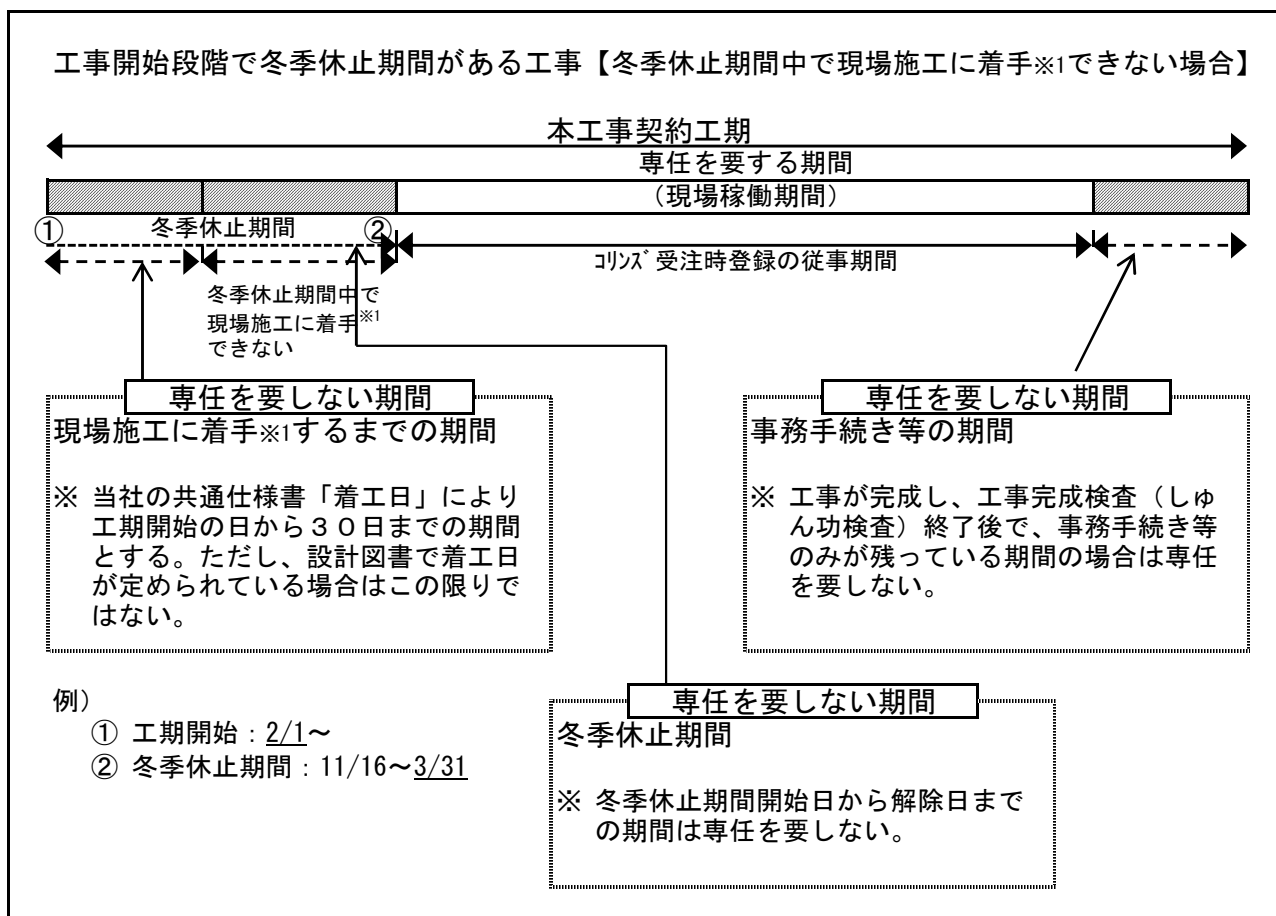 工事開始段階で冬季休止期間がある工事【冬季休止期間中で現場施工に着手※1できない場合】
本工事契約工期
専任を要する期間
(現場稼働期間)
① 冬季休止期間 ②
コリンズ受注時登録の従事期間
冬季休止期間中で
現場施工に着手※1
できない
専任を要しない期間
現場施工に着手※1するまでの期間
※ 当社の共通仕様書「着工日」により
工期開始の日から30日までの期間
とする。ただし、設計図書で着工日
が定められている場合はこの限りで
はない。
専任を要しない期間
事務手続き等の期間
※ 工事が完成し、工事完成検査(しゅ
ん功検査)終了後で、事務手続き等
のみが残っている期間の場合は専任
を要しない。
例)
① 工期開始:2/1~
② 冬季休止期間:11/16~3/31
専任を要しない期間
冬季休止期間
※ 冬季休止期間開始日から解除日まで
の期間は専任を要しない。